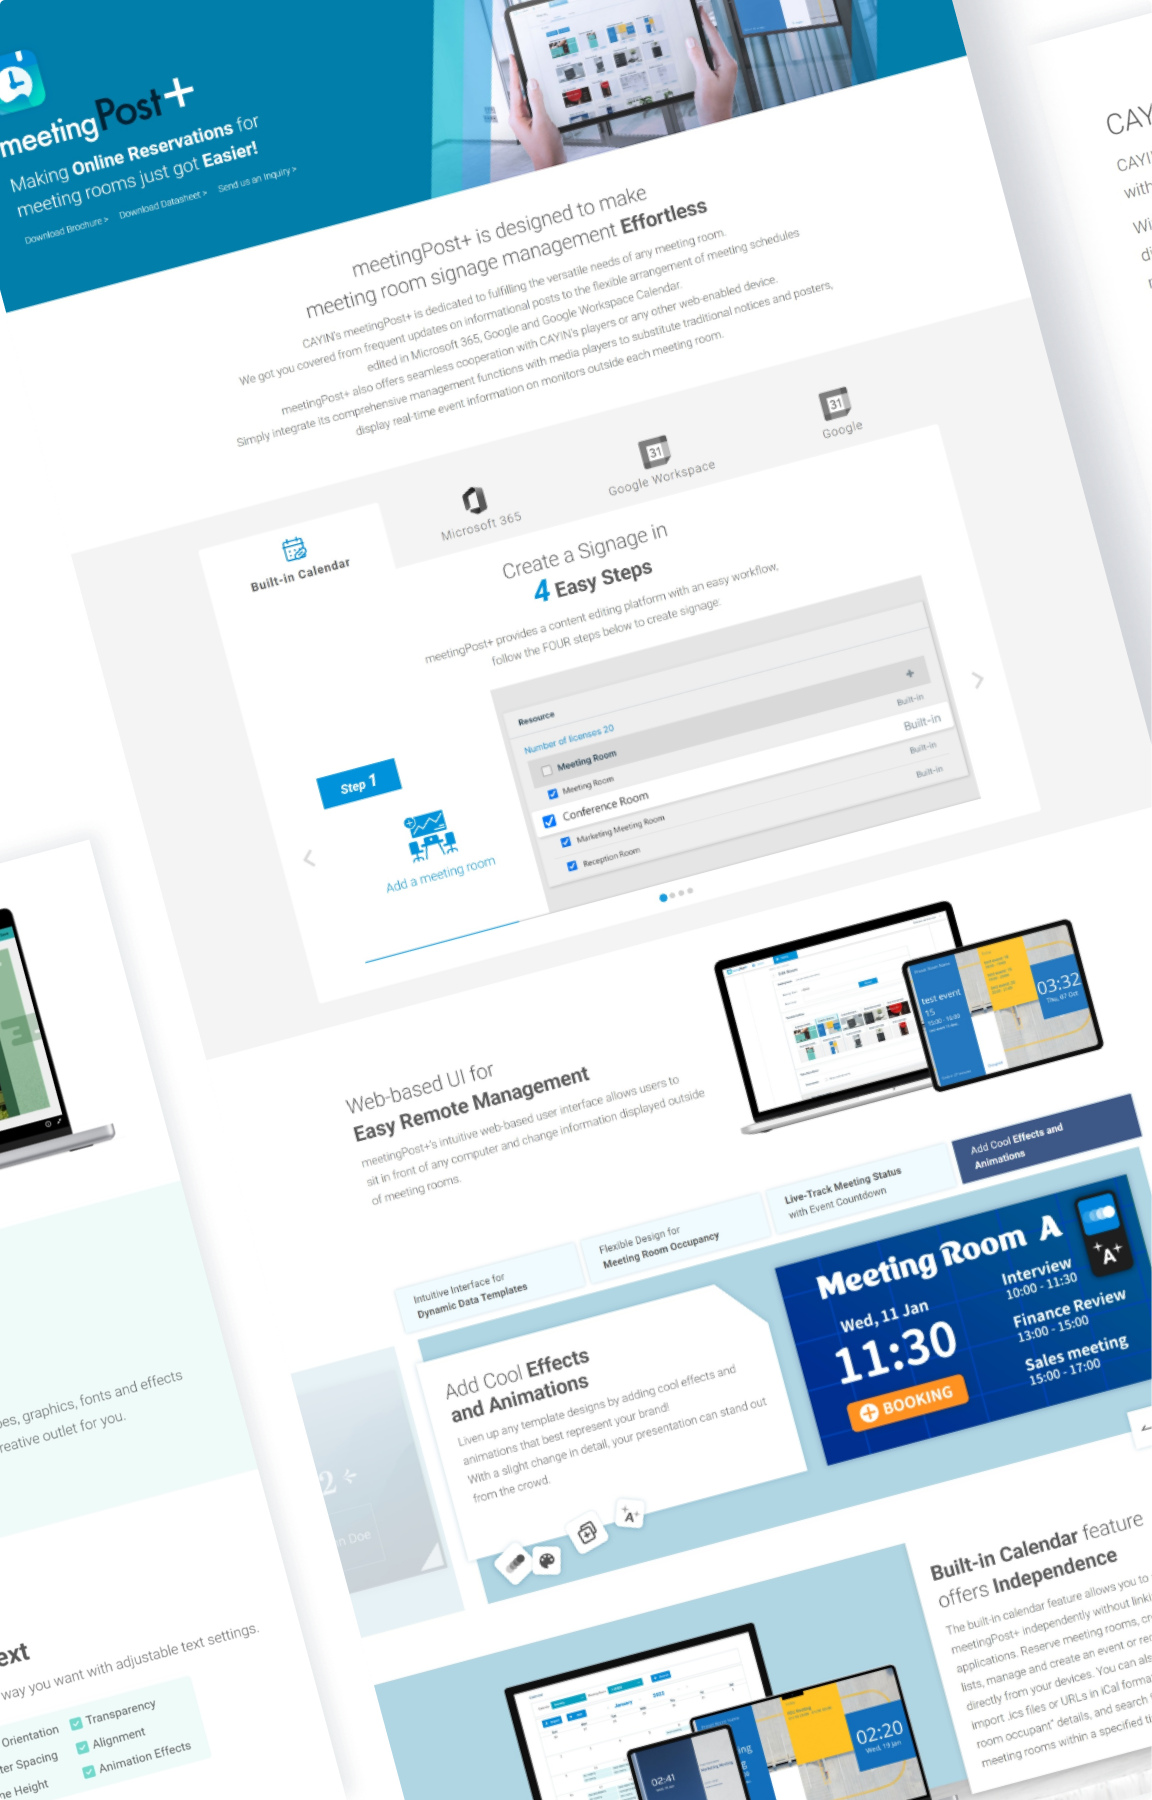 meetingPost+
Making Online Reservations for
meeting rooms just got Easier!
Download Brochure >
Download Datasheet >
Send us an Inquiry >
meetingPost+ is designed to make
meeting room signage management Effortless
CAYIN's meetingPost+ is dedicated to fulfilling the versatile needs of any meeting room.
We got you covered from frequent updates on informational posts to the flexible arrangement of meeting schedules
edited in Microsoft 365, Google and Google Workspace Calendar.
meetingPost+ also offers seamless cooperation with CAYIN's players or any other web-enabled device.
Simply integrate its comprehensive management functions with media players to substitute traditional notices and posters,
display real-time event information on monitors outside each meeting room.
Built-in Calendar
Microsoft 365
31
Google Workspace
31
Google
Create a Signage in
4 Easy Steps
meetingPost+ provides a content editing platform with an easy workflow,
follow the FOUR steps below to create signage:
Step 1
Add a meeting room
Resource
Number of licenses 20
+
Meeting Room
Built-in
Meeting Room
Built-in
Conference Room
Built-in
Marketing Meeting Room
Built-in
Reception Room
Web-based UI for
Easy Remote Management
meetingPost+'s intuitive web-based user interface allows users to
sit in front of any computer and change information displayed outside
of meeting rooms.
test event
15
15:00 - 16:00
03:32
Thu, 07 Oct
Intuitive Interface for
Dynamic Data Templates
Flexible Design for
Meeting Room Occupancy
Live-Track Meeting Status
with Event Countdown
Add Cool Effects and
Animations
Add Cool Effects
and Animations
Liven up any template designs by adding cool effects and
animations that best represent your brand!
With a slight change in detail, your presentation can stand out
from the crowd.
Meeting Room A
Wed, 11 Jan
11:30
BOOKING
Interview
10:00 - 11:30
Finance Review
13:00 - 15:00
Sales meeting
15:00 - 17:00
A
A
2
n Doe
Built-in Calendar feature
offers Independence
The built-in calendar feature allows you to
meetingPost+ independently without linki
applications. Reserve meeting rooms, cr
lists, manage and create an event or rec
directly from your devices. You can als
import .ics files or URLs in iCal forma
room occupant" details, and search
meeting rooms within a specified ti
January 2022
02:41
02:20
Wed, 19 Jan
CAY
CAYI
with
Wi
di
es, graphics, fonts and effects
reative outlet for you.
ext
way you want with adjustable text settings.
Orientation
Transparency
ter Spacing
Alignment
ne Height
Animation Effects